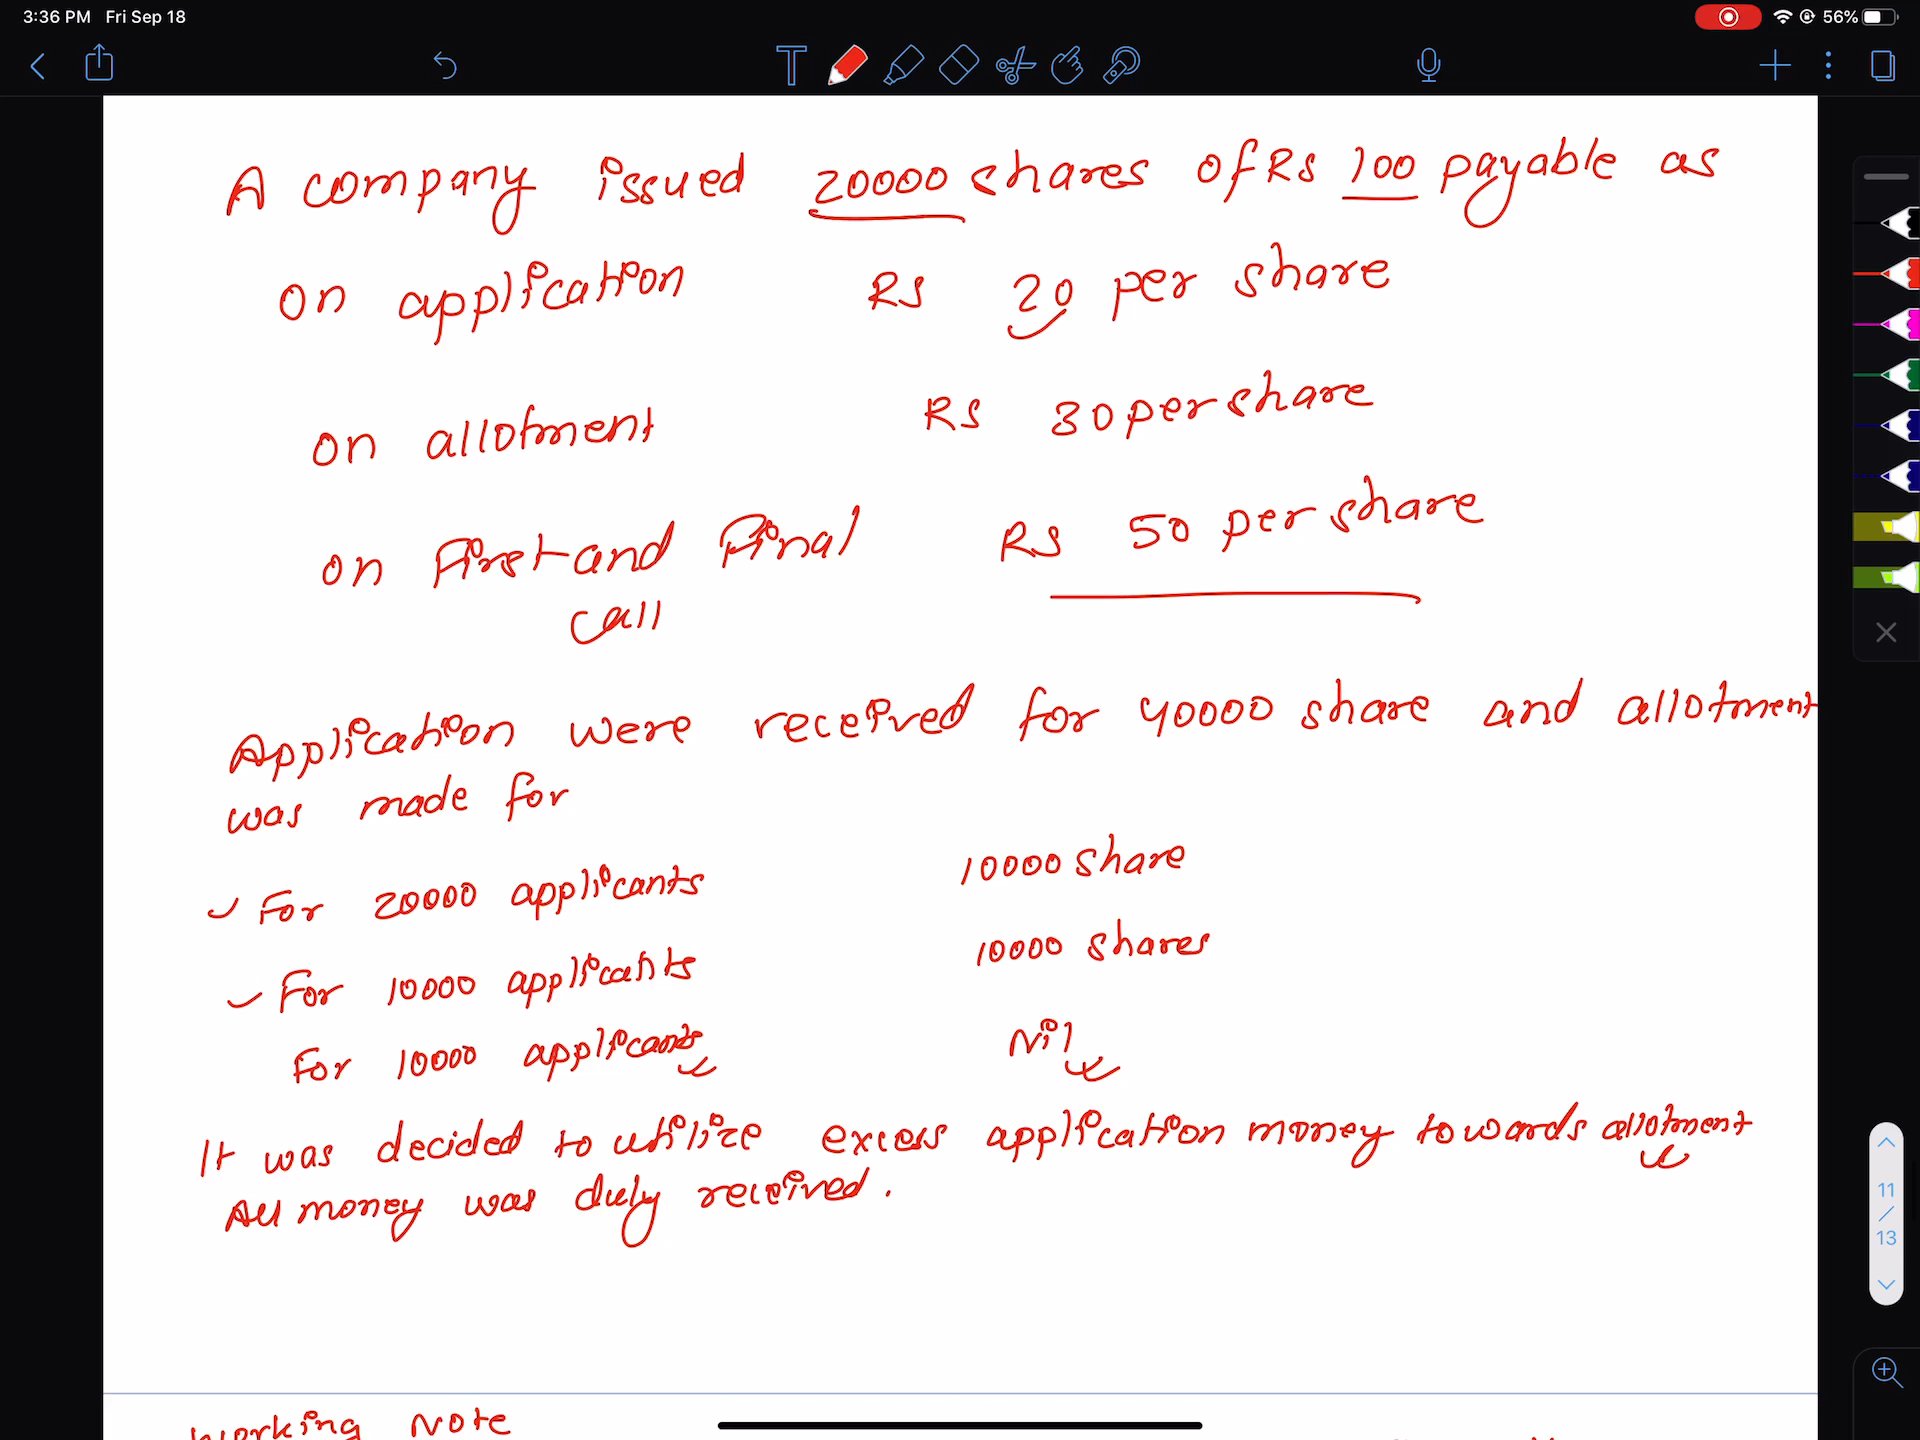 3:36 PM Fri Sep 18 56%
A company issued 20000 shares of Rs 100 payable as
on application Rs 20 per share
on allotment Rs 30 per share
on First and Final Rs 50 per share
call
Application were received for 40000 share and allotment
was made for
For 20000 applicants 10000 share
For 10000 applicants 10000 shares
For 10000 applicants Nil
It was decided to utilize excess application money towards allotment
All money was duly received.
11
/
13
Working Note